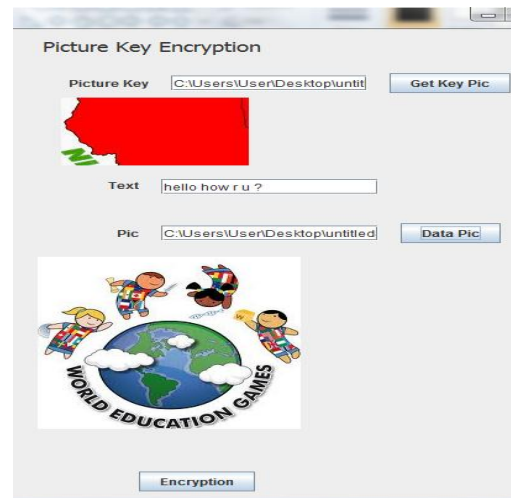 Picture Key Encryption
Picture Key C:\Users\User\Desktop\untit Get Key Pic
Text hello how r u ?
Pic C:\Users\User\Desktop\untitled Data Pic
WORLD EDUCATION GAMES
Encryption